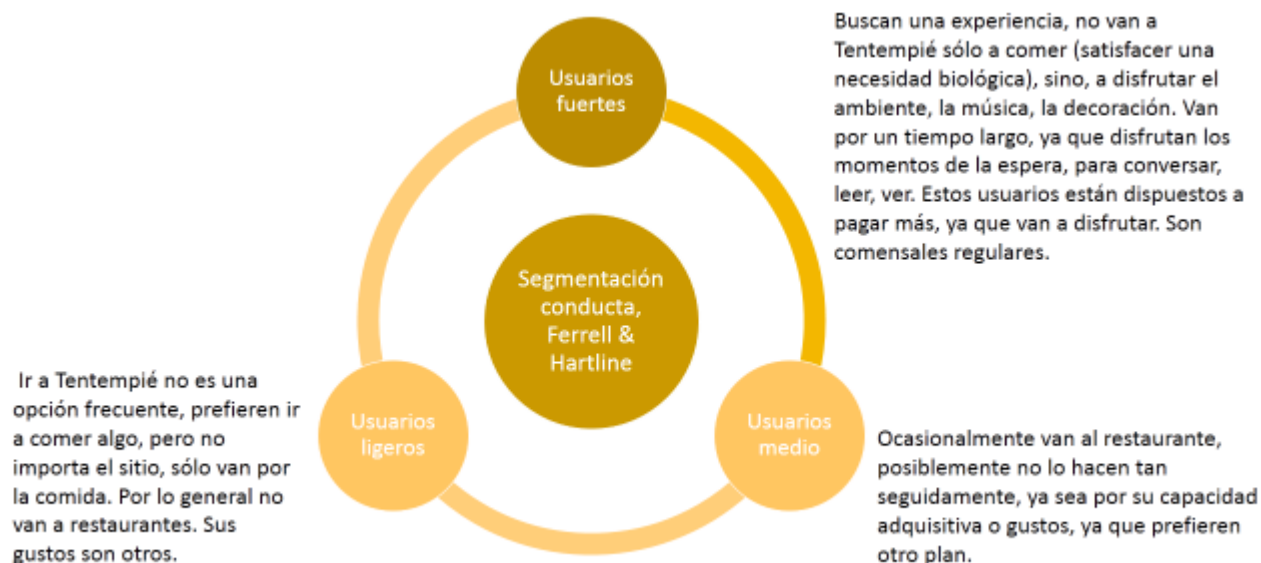 Usuarios
fuertes
Buscan una experiencia, no van a
Tentempié sólo a comer (satisfacer una
necesidad biológica), sino, a disfrutar el
ambiente, la música, la decoración. Van
por un tiempo largo, ya que disfrutan los
momentos de la espera, para conversar,
leer, ver. Estos usuarios están dispuestos a
pagar más, ya que van a disfrutar. Son
comensales regulares.
Segmentación
conducta,
Ferrell &
Hartline
Ir a Tentempié no es una
opción frecuente, prefieren ir
a comer algo, pero no
importa el sitio, sólo van por
la comida. Por lo general no
van a restaurantes. Sus
gustos son otros.
Usuarios
ligeros
Usuarios
medio
Ocasionalmente van al restaurante,
posiblemente no lo hacen tan
seguidamente, ya sea por su capacidad
adquisitiva o gustos, ya que prefieren
otro plan.